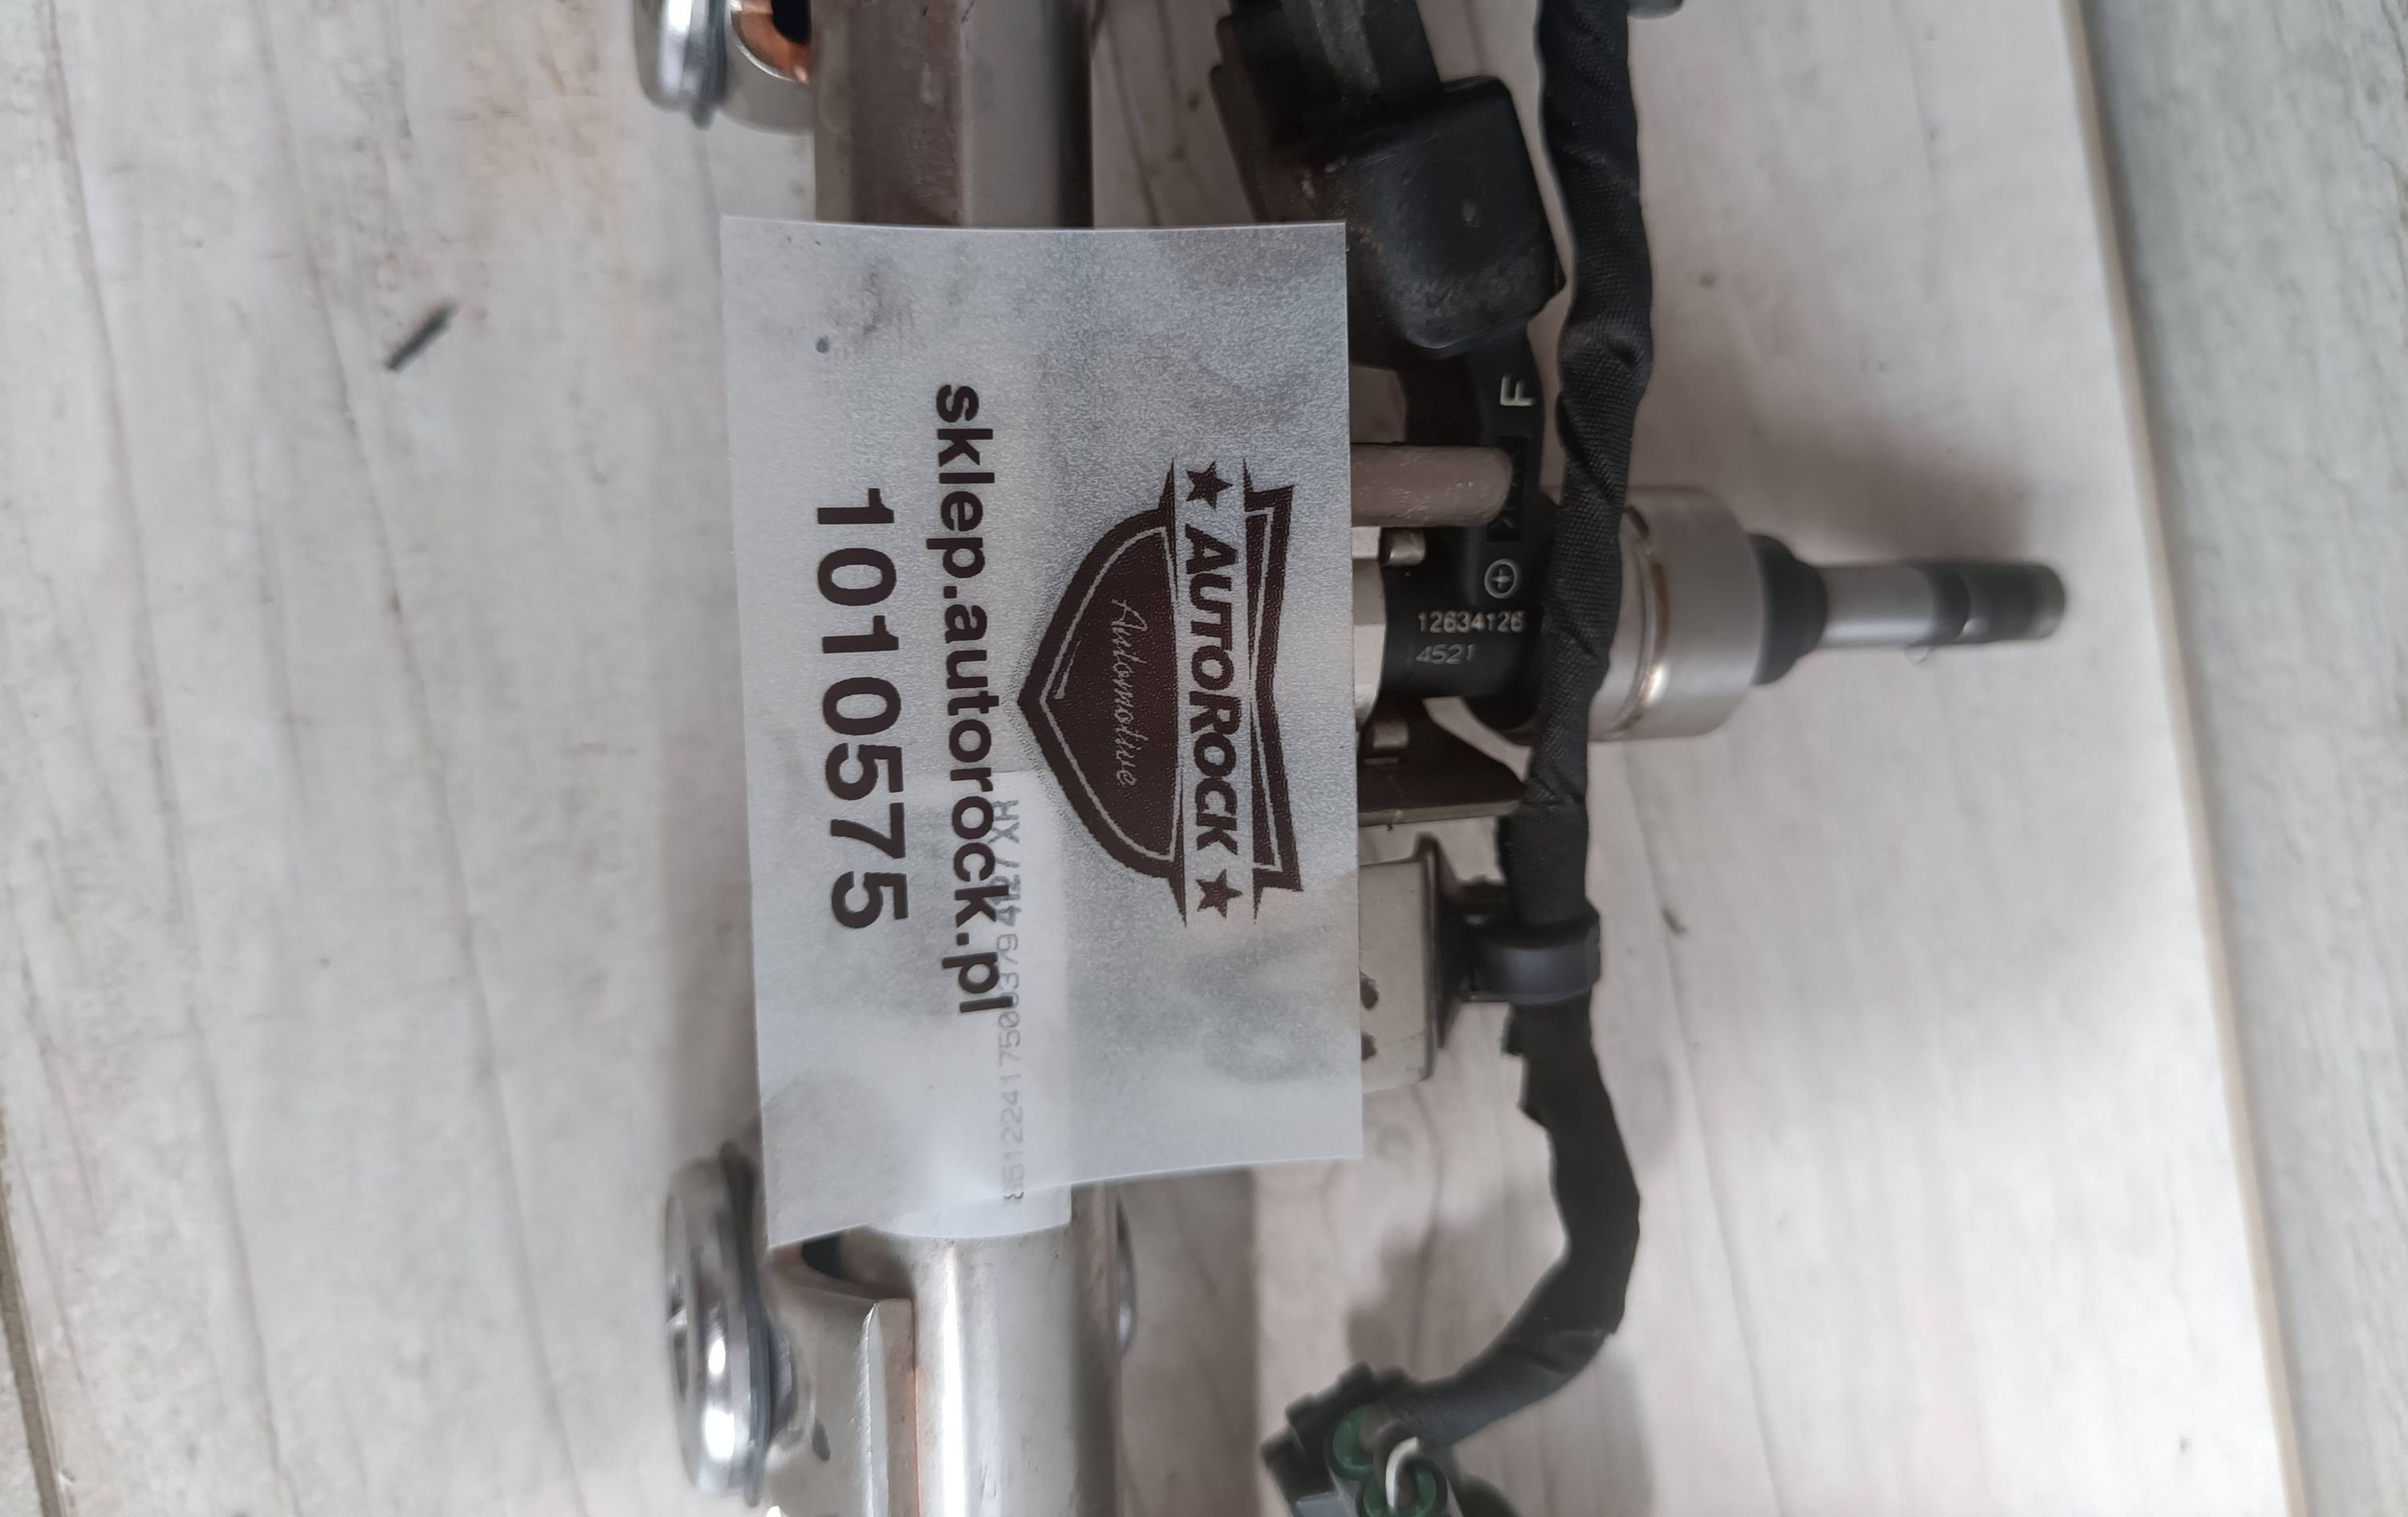 ★ AUTOROCK ★
Automotive
sklep.autorock.pl
1010575
F
12634126
4521